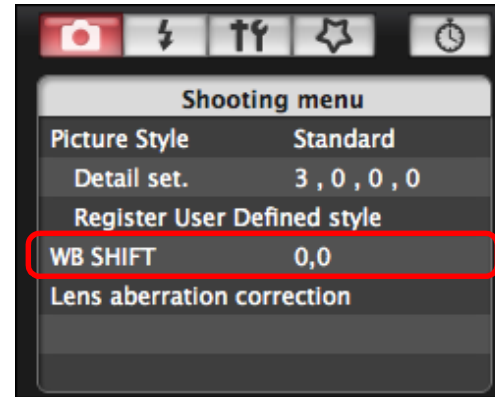 Shooting menu
Picture Style Standard
Detail set. 3 , 0 , 0 , 0
Register User Defined style
WB SHIFT 0,0
Lens aberration correction